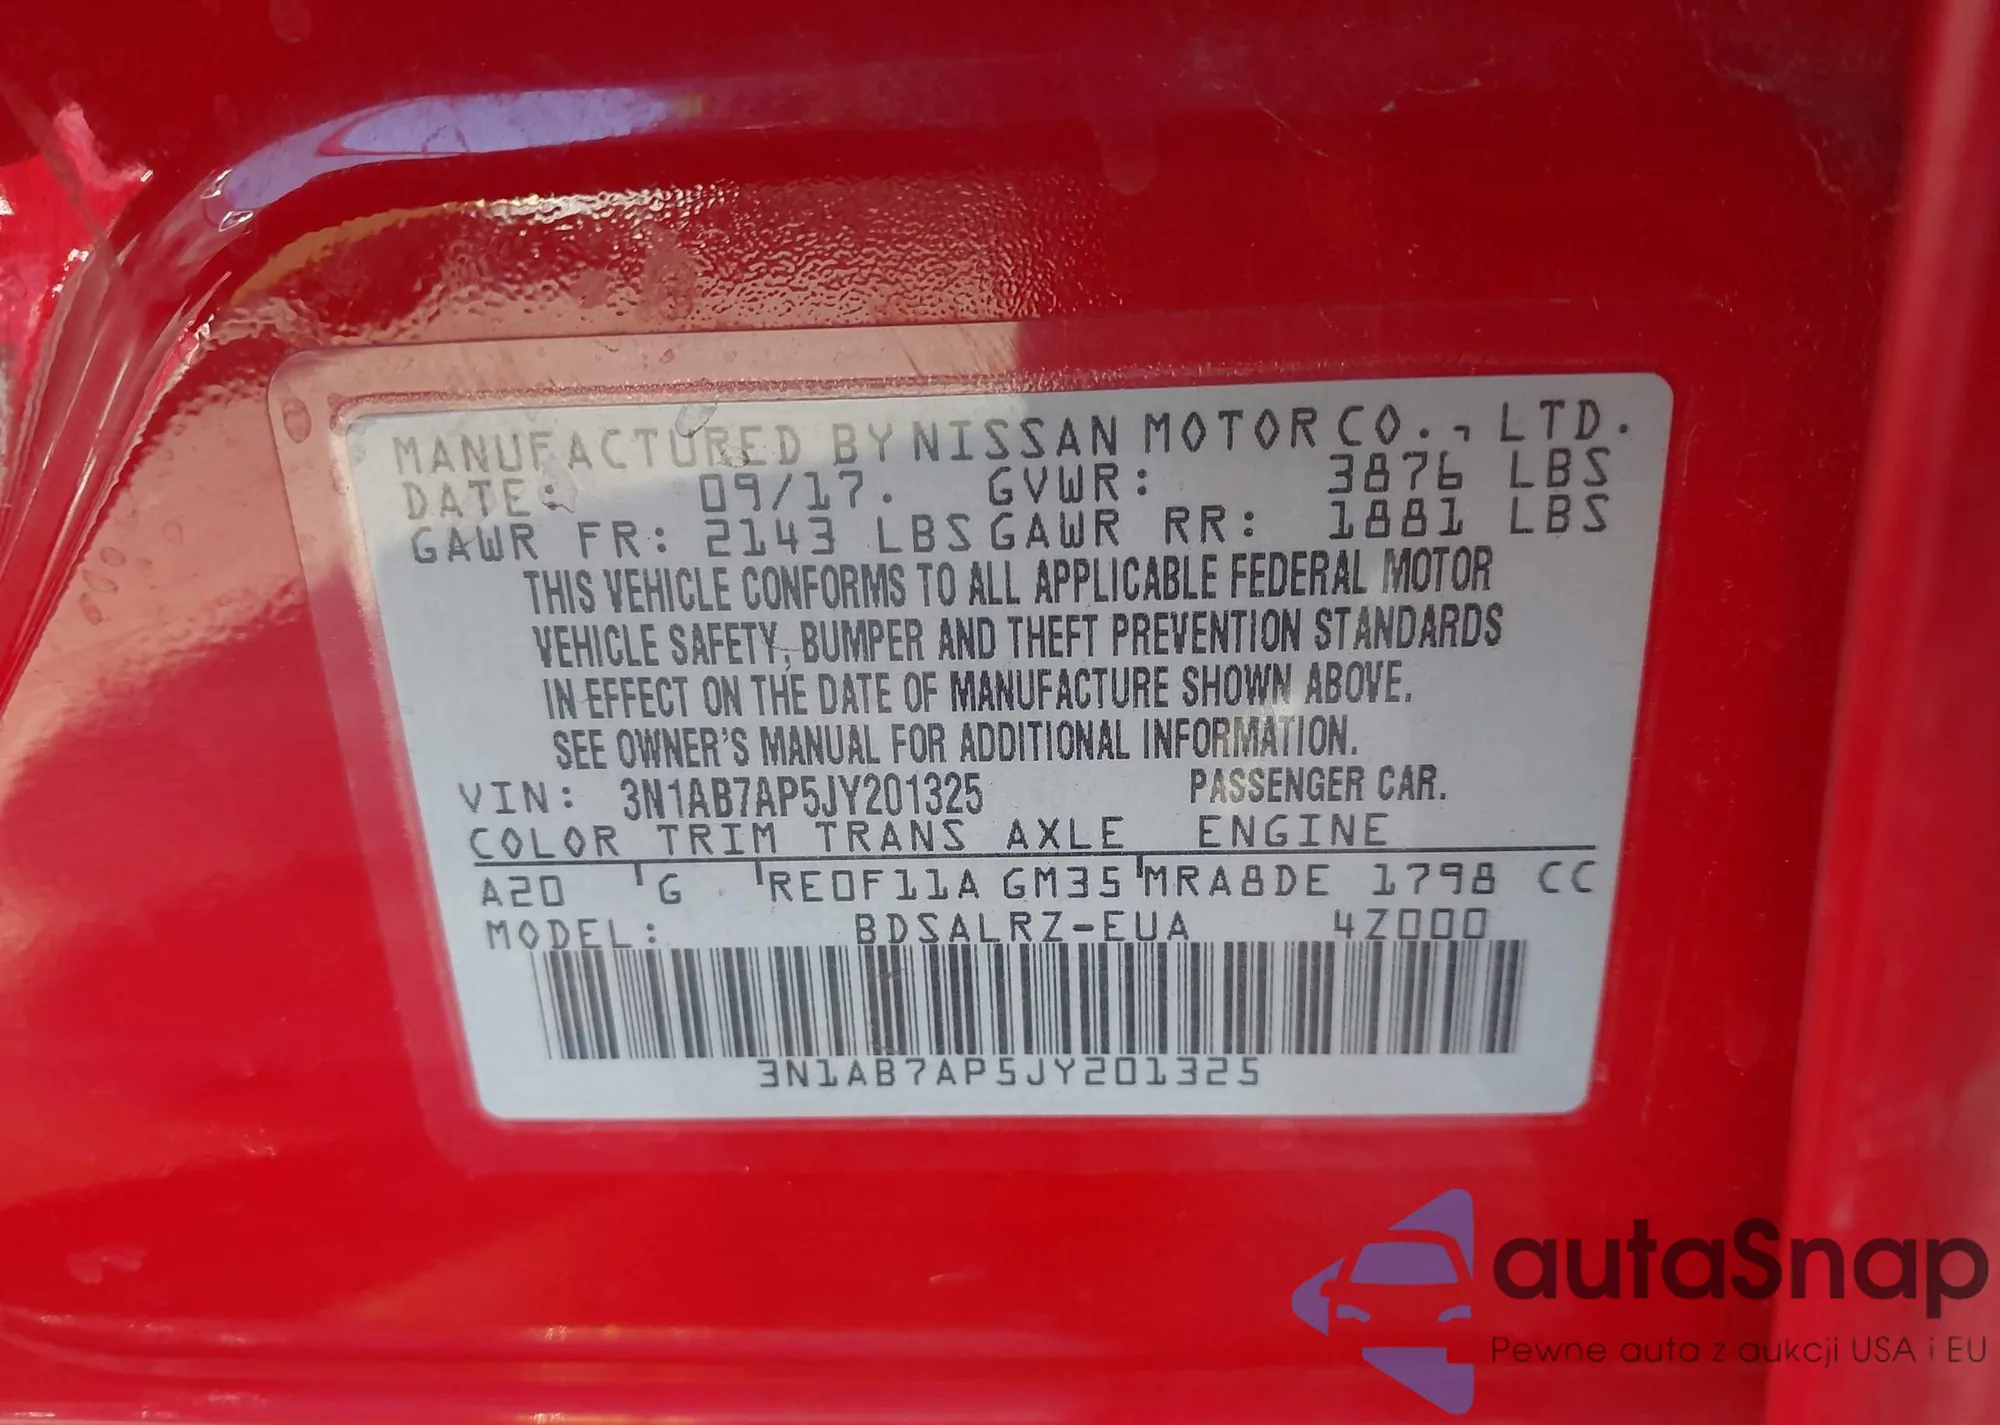 MANUFACTURED BY NISSAN MOTOR CO., LTD.
DATE: 09/17. GVWR: 3876 LBS
GAWR FR: 2143 LBS GAWR RR: 1881 LBS
THIS VEHICLE CONFORMS TO ALL APPLICABLE FEDERAL MOTOR
VEHICLE SAFETY, BUMPER AND THEFT PREVENTION STANDARDS
IN EFFECT ON THE DATE OF MANUFACTURE SHOWN ABOVE.
SEE OWNER'S MANUAL FOR ADDITIONAL INFORMATION.
VIN: 3N1AB7AP5JY201325 PASSENGER CAR.
COLOR TRIM TRANS AXLE ENGINE
A20 G RE0F11A GM35 MRA8DE 1798 CC
MODEL: BDSALRZ-EUA 4Z000
3N1AB7AP5JY201325
autaSnap
Pewne auta z aukcji USA i EU